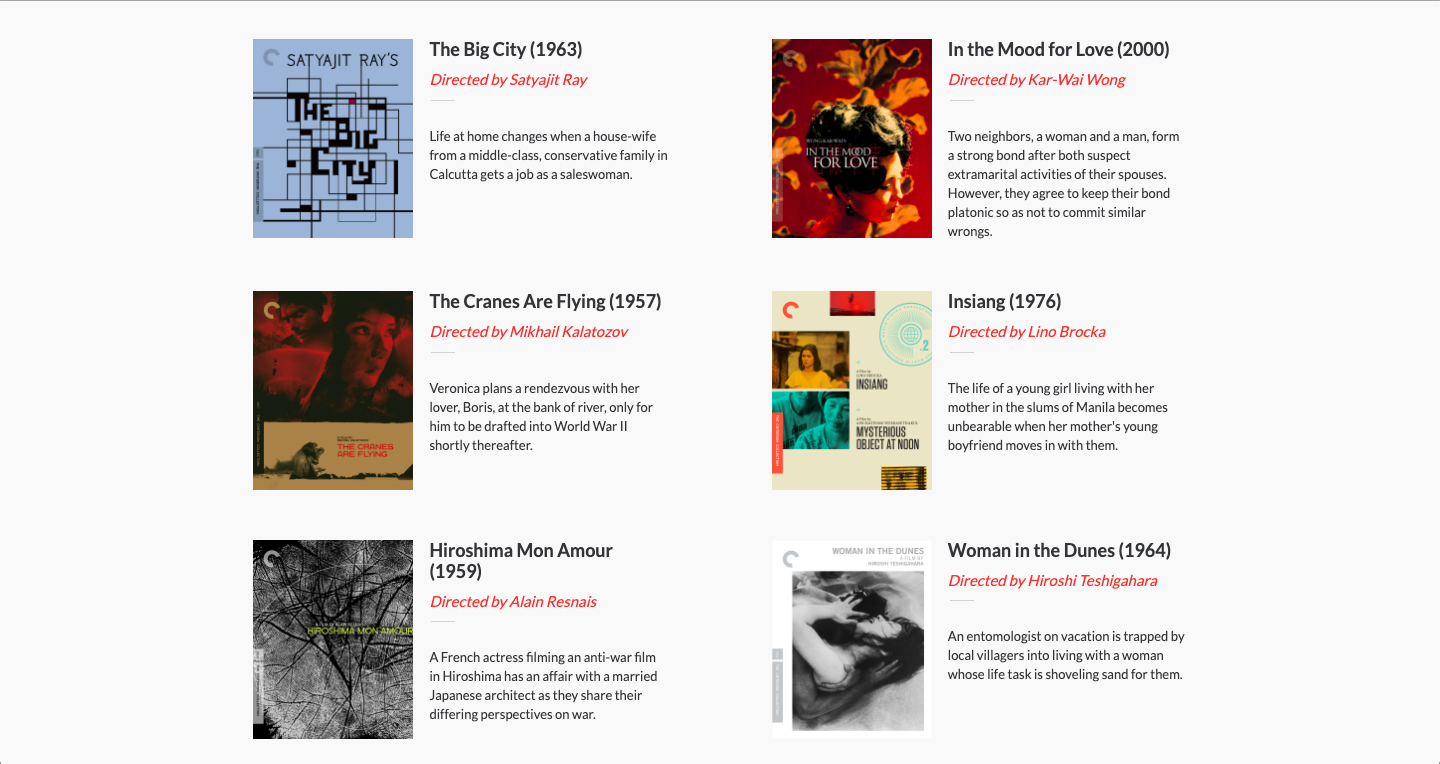 SATYAJIT RAY'S
THE
BIG
CITY
The Big City (1963)
Directed by Satyajit Ray
Life at home changes when a house-wife
from a middle-class, conservative family in
Calcutta gets a job as a saleswoman.
IN THE MOOD
FOR LOVE
In the Mood for Love (2000)
Directed by Kar-Wai Wong
Two neighbors, a woman and a man, form
a strong bond after both suspect
extramarital activities of their spouses.
However, they agree to keep their bond
platonic so as not to commit similar
wrongs.
THE CRANES
ARE FLYING
The Cranes Are Flying (1957)
Directed by Mikhail Kalatozov
Veronica plans a rendezvous with her
lover, Boris, at the bank of river, only for
him to be drafted into World War II
shortly thereafter.
2
INSIANG
MYSTERIOUS
OBJECT AT NOON
Insiang (1976)
Directed by Lino Brocka
The life of a young girl living with her
mother in the slums of Manila becomes
unbearable when her mother's young
boyfriend moves in with them.
HIROSHIMA MON AMOUR
Hiroshima Mon Amour
(1959)
Directed by Alain Resnais
A French actress filming an anti-war film
in Hiroshima has an affair with a married
Japanese architect as they share their
differing perspectives on war.
WOMAN IN THE DUNES
A FILM BY
HIROSHI TESHIGAHARA
Woman in the Dunes (1964)
Directed by Hiroshi Teshigahara
An entomologist on vacation is trapped by
local villagers into living with a woman
whose life task is shoveling sand for them.